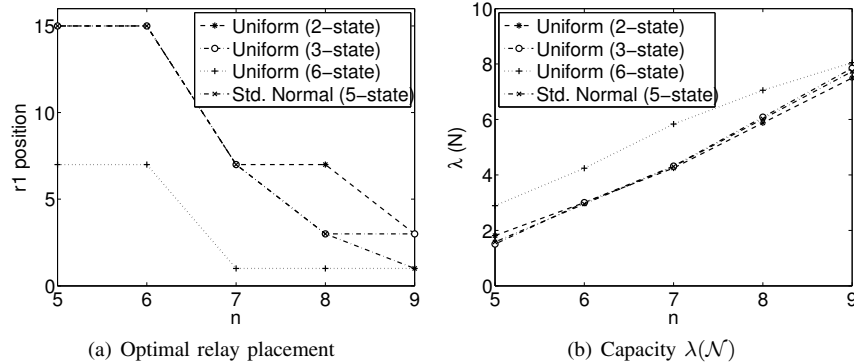 15
10
5
0
r1 position
5 6 7 8 9
n
Uniform (2−state)
Uniform (3−state)
Uniform (6−state)
Std. Normal (5−state)
(a) Optimal relay placement
10
8
6
4
2
0
λ (N)
5 6 7 8 9
n
Uniform (2−state)
Uniform (3−state)
Uniform (6−state)
Std. Normal (5−state)
(b) Capacity λ(𝒩)